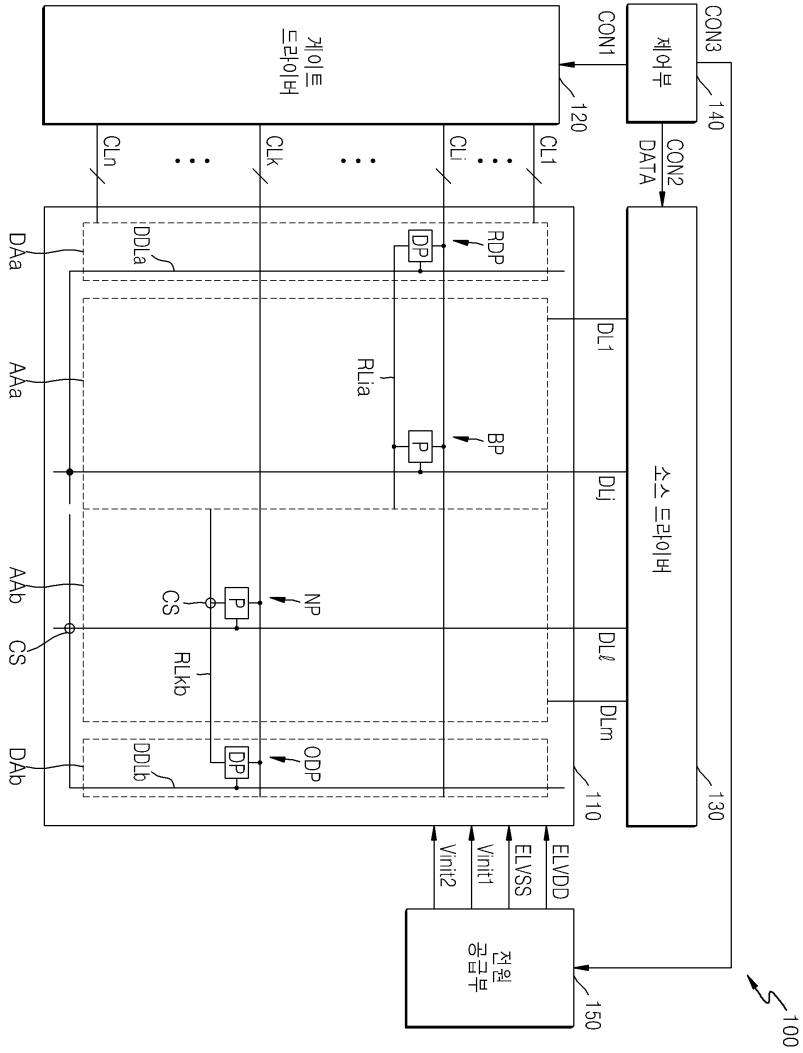 100
CON3
제어부
140
CON1
CON2
DATA
게이트
드라이버
120
소스 드라이버
130
CL1
CLi
CLk
CLn
DL1
DLj
DLℓ
DLm
110
RDP
DP
BP
P
RLia
DDLa
NP
P
CS
RLkb
ODP
DP
DDLb
DAa
AAa
AAb
CS
DAb
ELVDD
ELVSS
Vinit1
Vinit2
전원
공급부
150